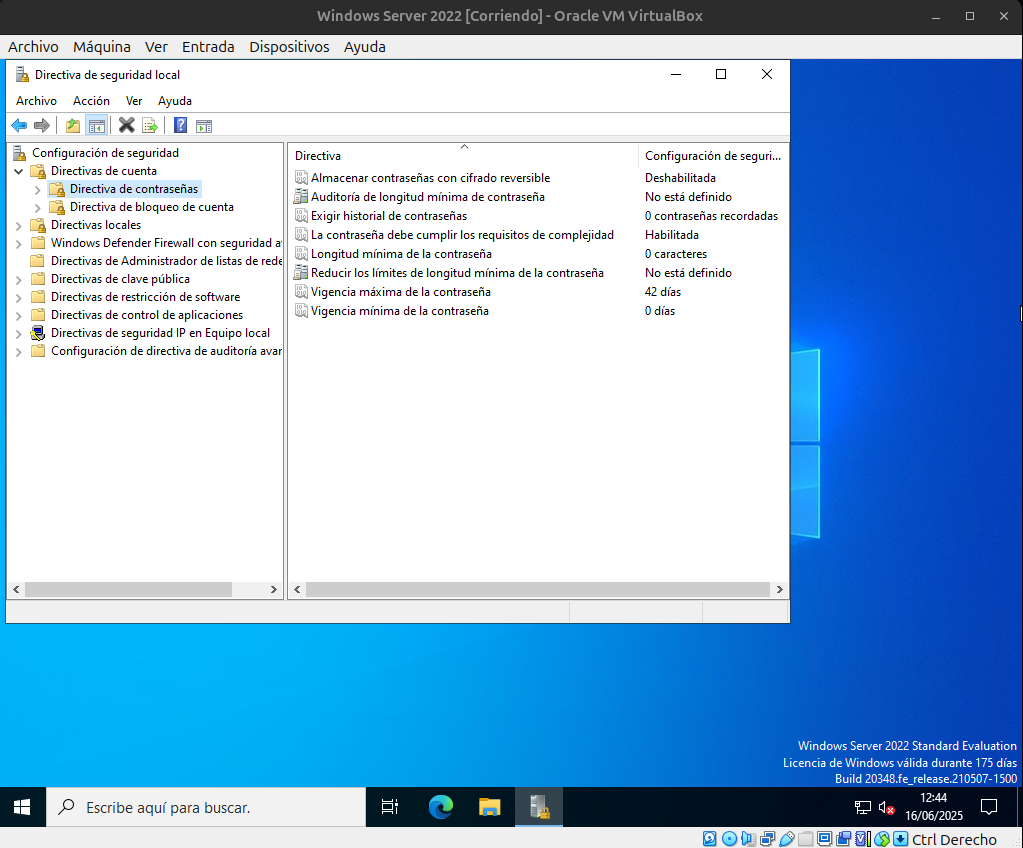 Windows Server 2022 [Corriendo] - Oracle VM VirtualBox
Archivo Máquina Ver Entrada Dispositivos Ayuda
Directiva de seguridad local
Archivo Acción Ver Ayuda
Configuración de seguridad
Directivas de cuenta
Directiva de contraseñas
Directiva de bloqueo de cuenta
Directivas locales
Windows Defender Firewall con seguridad av
Directivas de Administrador de listas de rede
Directivas de clave pública
Directivas de restricción de software
Directivas de control de aplicaciones
Directivas de seguridad IP en Equipo local
Configuración de directiva de auditoría avan
Directiva Configuración de seguri...
Almacenar contraseñas con cifrado reversible Deshabilitada
Auditoría de longitud mínima de contraseña No está definido
Exigir historial de contraseñas 0 contraseñas recordadas
La contraseña debe cumplir los requisitos de complejidad Habilitada
Longitud mínima de la contraseña 0 caracteres
Reducir los límites de longitud mínima de la contraseña No está definido
Vigencia máxima de la contraseña 42 días
Vigencia mínima de la contraseña 0 días
Windows Server 2022 Standard Evaluation
Licencia de Windows válida durante 175 días
Build 20348.fe_release.210507-1500
Escribe aquí para buscar.
12:44
16/06/2025
Ctrl Derecho